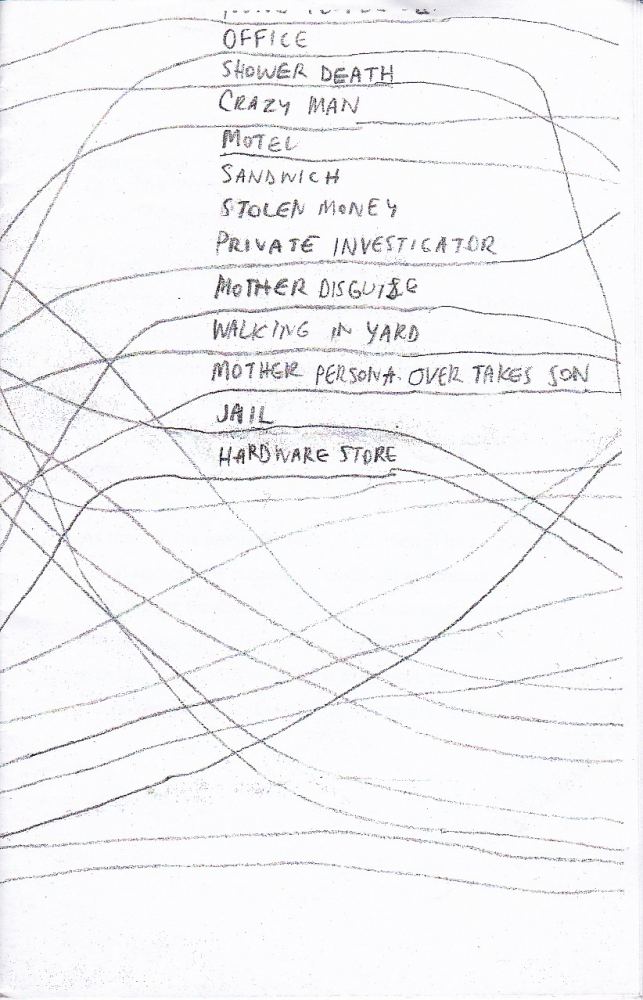 OFFICE
SHOWER DEATH
CRAZY MAN
MOTEL
SANDWICH
STOLEN MONEY
PRIVATE INVESTIGATOR
MOTHER DISGUISE
WALKING IN YARD
MOTHER PERSONA OVER TAKES SON
JAIL
HARDWARE STORE